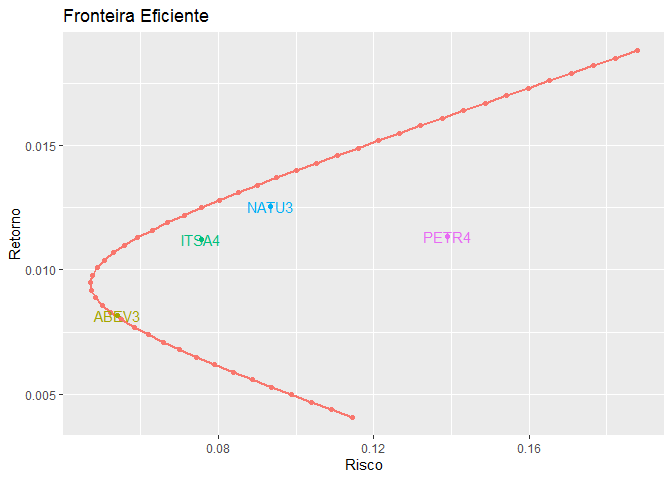 Fronteira Eficiente
Retorno
0.015
0.010
0.005
NATU3
ITSA4
PETR4
ABEV3
0.08
0.12
0.16
Risco